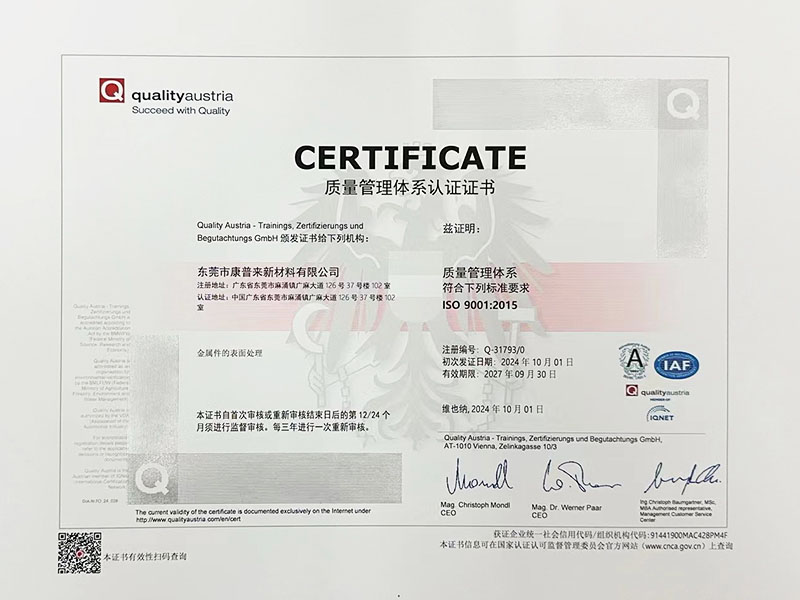 qualityaustria
Succeed with Quality
CERTIFICATE
质量管理体系认证证书
Quality Austria - Trainings, Zertifizierungs und
Begutachtungs GmbH 颁发证书给下列机构：
东莞市康普来新材料有限公司
注册地址：广东省东莞市麻涌镇广麻大道 126 号 37 号楼 102 室
认证地址：中国广东省东莞市麻涌镇广麻大道 126 号 37 号楼 102
室
金属件的表面处理
本证书自首次审核或重新审核结束日后的第 12/24 个
月须进行监督审核。每三年进行一次重新审核。
兹证明：
质量管理体系
符合下列标准要求
ISO 9001:2015
注册编号：Q-31793/0
初次发证日期：2024 年 10 月 01 日
有效期限：2027 年 09 月 30 日
维也纳, 2024 年 10 月 01 日
IAF
qualityaustria
IQNET
Quality Austria - Trainings, Zertifizierungs und Begutachtungs GmbH,
AT-1010 Vienna, Zelinkagasse 10/3
Mag. Christoph Mondl
CEO
Mag. Dr. Werner Paar
CEO
Ing. Christoph Baumgartner, MSc,
MBA Authorised representative,
Management Customer Service
Center
The current validity of the certificate is documented exclusively on the Internet under
http://www.qualityaustria.com/en/cert
本证书有效性扫码查询
获证企业统一社会信用代码/组织机构代码：91441900MAC428PM4F
本证书信息可在国家认证认可监督管理委员会官方网站（www.cnca.gov.cn）上查询